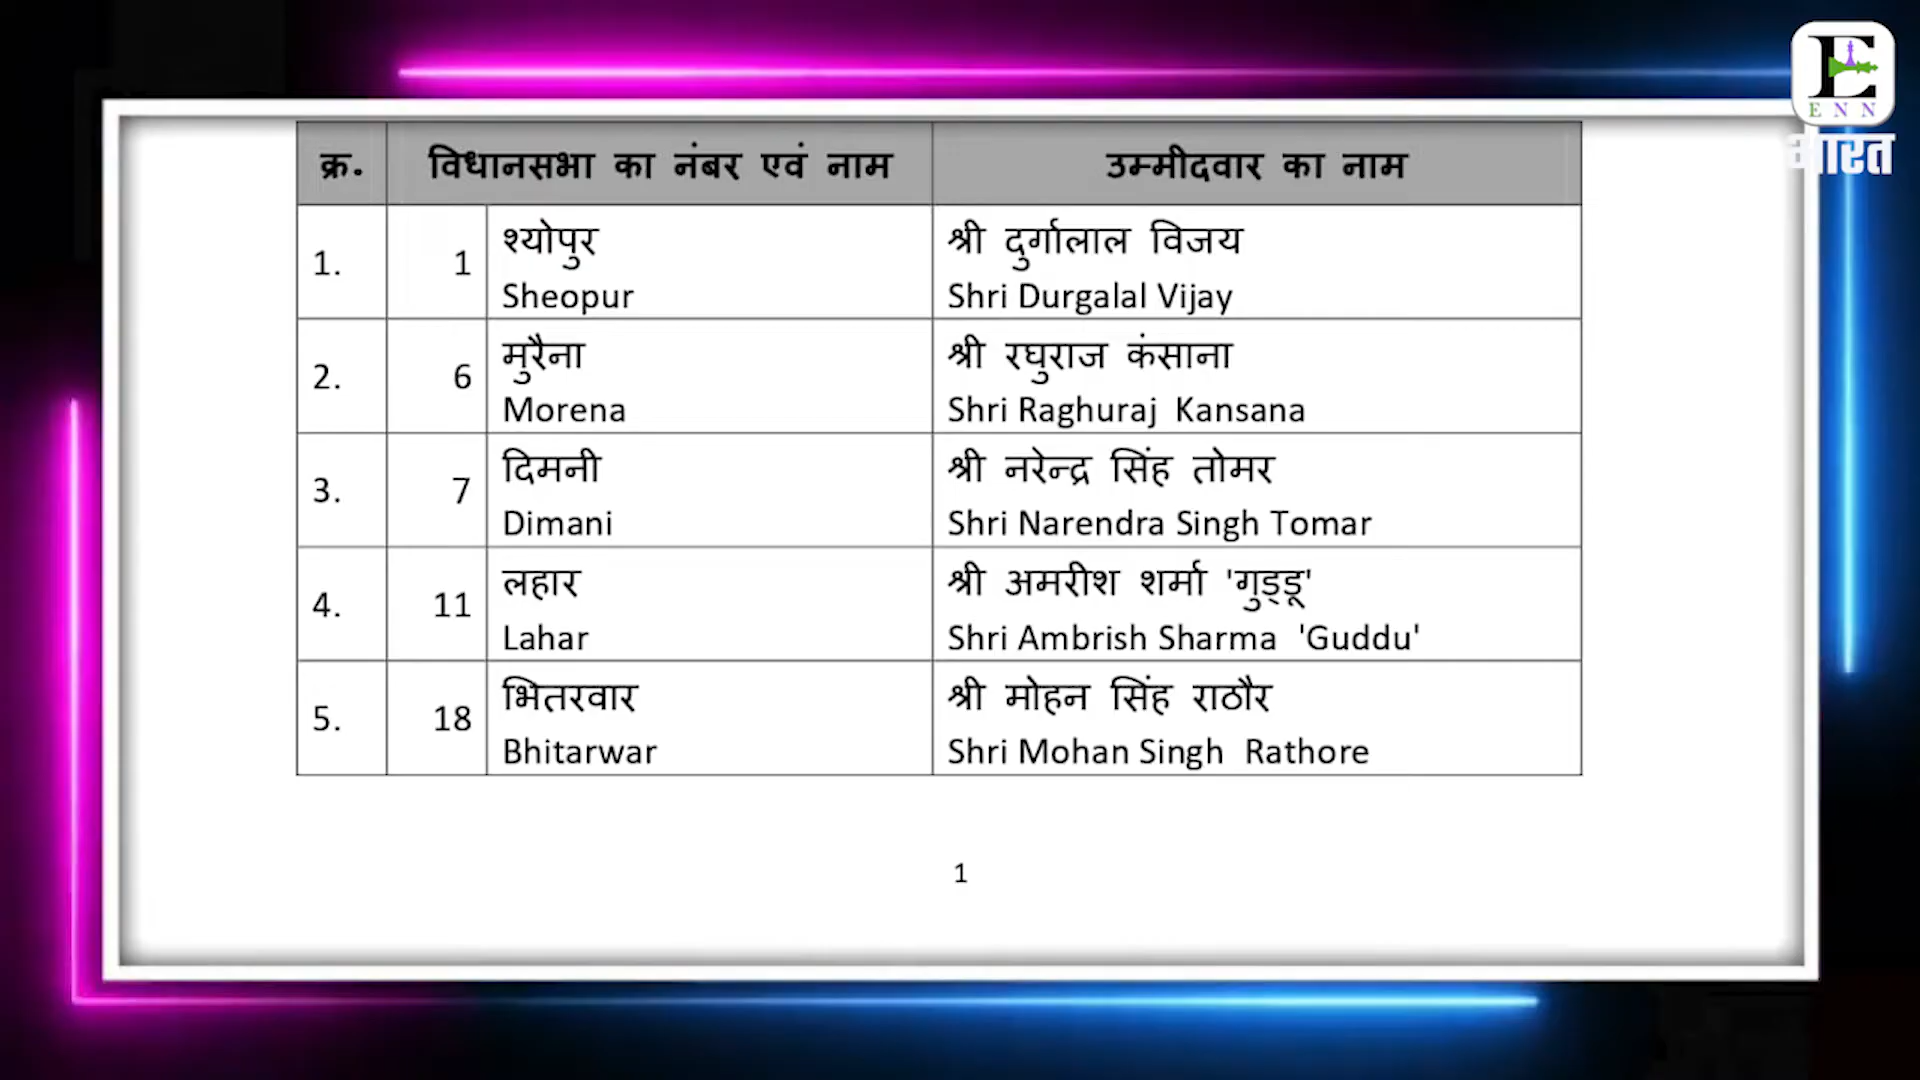 E
E N N
भारत
क्र. विधानसभा का नंबर एवं नाम उम्मीदवार का नाम
1. 1 श्योपुर श्री दुर्गालाल विजय
Sheopur Shri Durgalal Vijay
2. 6 मुरैना श्री रघुराज कंसाना
Morena Shri Raghuraj Kansana
3. 7 दिमनी श्री नरेन्द्र सिंह तोमर
Dimani Shri Narendra Singh Tomar
4. 11 लहार श्री अमरीश शर्मा 'गुड्डू'
Lahar Shri Ambrish Sharma 'Guddu'
5. 18 भितरवार श्री मोहन सिंह राठौर
Bhitarwar Shri Mohan Singh Rathore
1